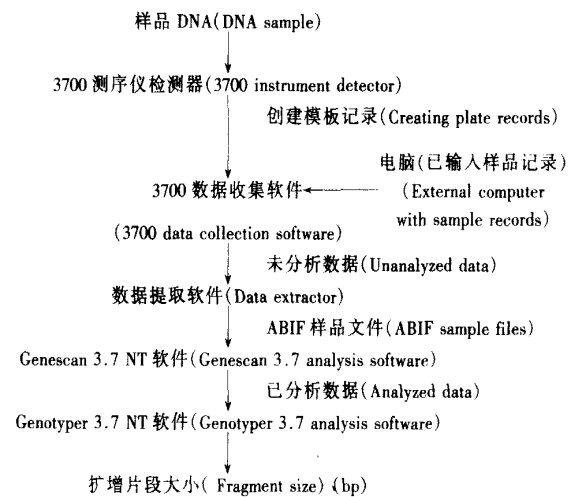 样品 DNA(DNA sample)
3700 测序仪检测器(3700 instrument detector)
创建模板记录(Creating plate records)
电脑(已输入样品记录)
3700 数据收集软件
(External computer
with sample records)
(3700 data collection software)
未分析数据(Unanalyzed data)
数据提取软件(Data extractor)
ABIF 样品文件(ABIF sample files)
Genescan 3.7 NT 软件(Genescan 3.7 analysis software)
已分析数据(Analyzed data)
Genotyper 3.7 NT 软件(Genotyper 3.7 analysis software)
扩增片段大小( Fragment size) (bp)